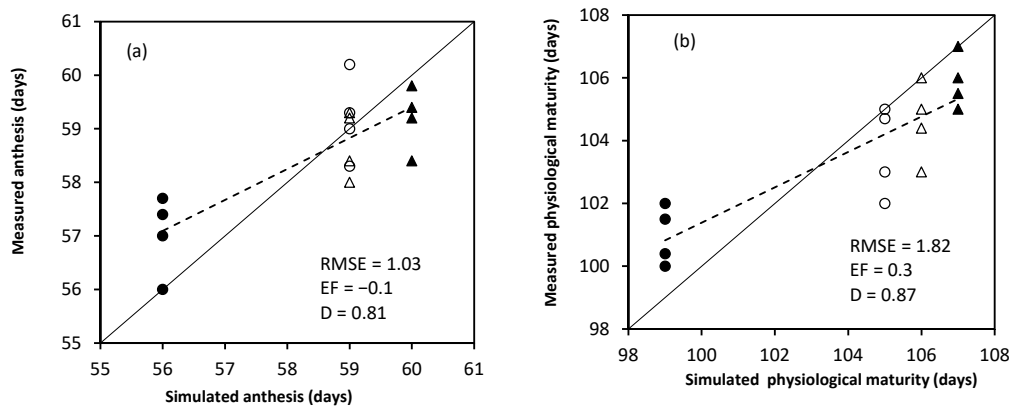 (a)
Measured anthesis (days)
61
60
59
58
57
56
55
RMSE = 1.03
EF = −0.1
D = 0.81
55 56 57 58 59 60 61
Simulated anthesis (days)
(b)
Measured physiological maturity (days)
108
106
104
102
100
98
RMSE = 1.82
EF = 0.3
D = 0.87
98 100 102 104 106 108
Simulated physiological maturity (days)